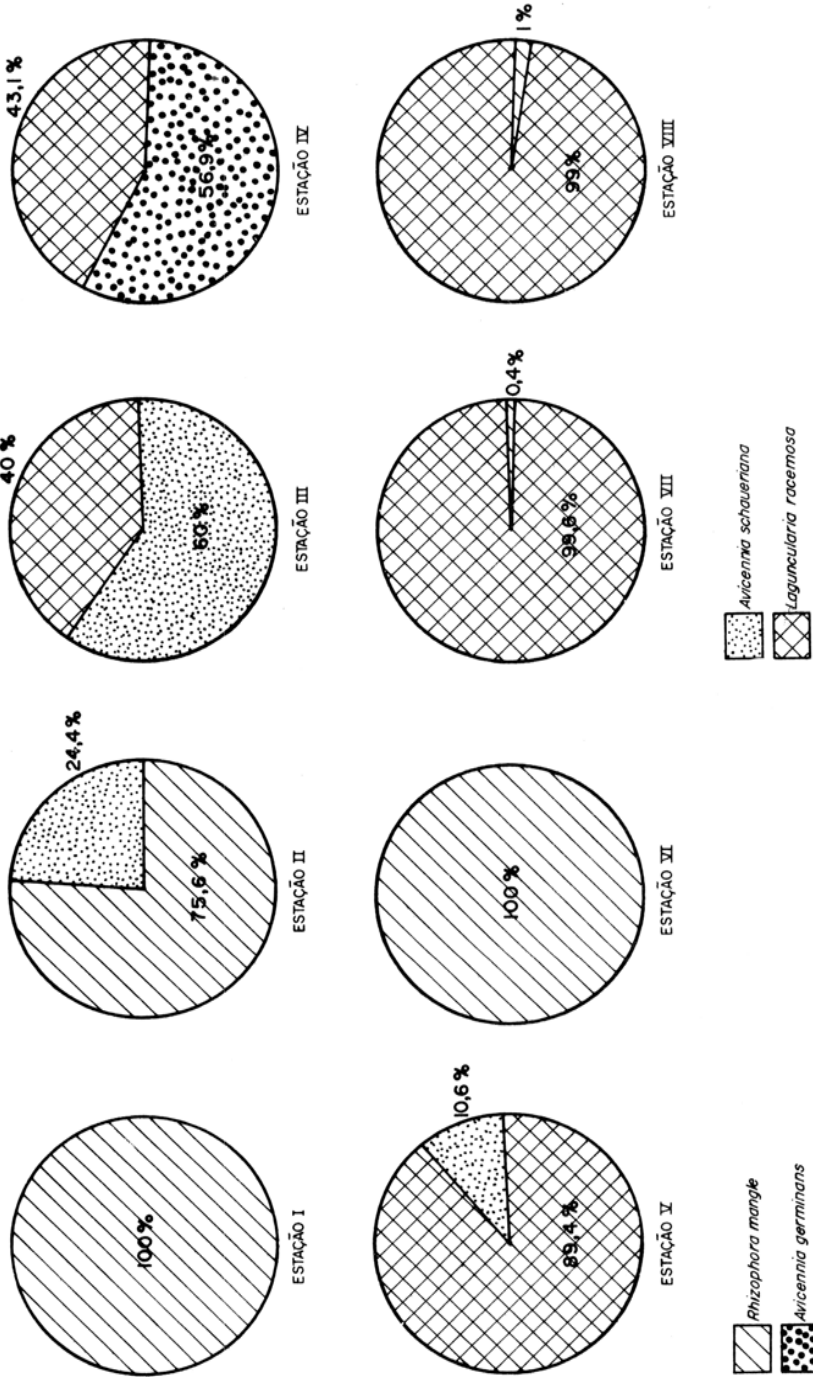 100%
ESTAÇÃO I
24,4%
75,6%
ESTAÇÃO II
40%
60%
ESTAÇÃO III
43,1%
56,9%
ESTAÇÃO IV
10,6%
89,4%
ESTAÇÃO V
100%
ESTAÇÃO VI
0,4%
99,6%
ESTAÇÃO VII
1%
99%
ESTAÇÃO VIII
Rhizophora mangle
Avicennia germinans
Avicennia schaueriana
Laguncularia racemosa